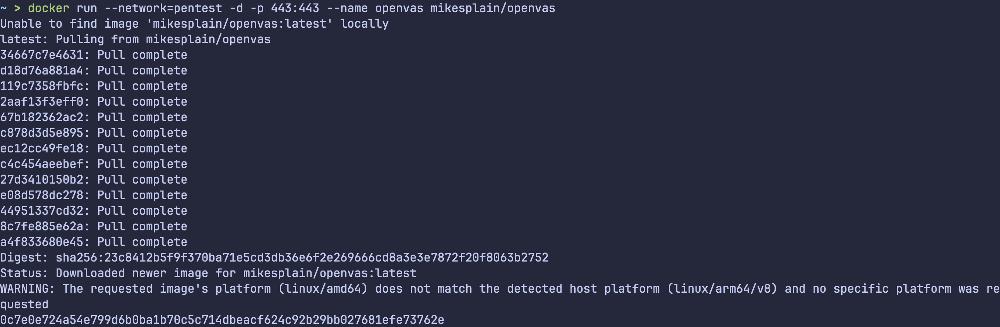 ~ > docker run --network=pentest -d -p 443:443 --name openvas mikesplain/openvas
Unable to find image 'mikesplain/openvas:latest' locally
latest: Pulling from mikesplain/openvas
34667c7e4631: Pull complete
d18d76a881a4: Pull complete
119c7358fbfc: Pull complete
2aaf13f3eff0: Pull complete
67b182362ac2: Pull complete
c878d3d5e895: Pull complete
ec12cc49fe18: Pull complete
c4c454aeebef: Pull complete
27d3410150b2: Pull complete
e08d578dc278: Pull complete
44951337cd32: Pull complete
8c7fe885e62a: Pull complete
a4f833680e45: Pull complete
Digest: sha256:23c8412b5f9f370ba71e5cd3db36e6f2e269666cd8a3e3e7872f20f8063b2752
Status: Downloaded newer image for mikesplain/openvas:latest
WARNING: The requested image's platform (linux/amd64) does not match the detected host platform (linux/arm64/v8) and no specific platform was re
quested
0c7e0e724a54e799d6b0ba1b70c5c714dbeacf624c92b29bb027681efe73762e